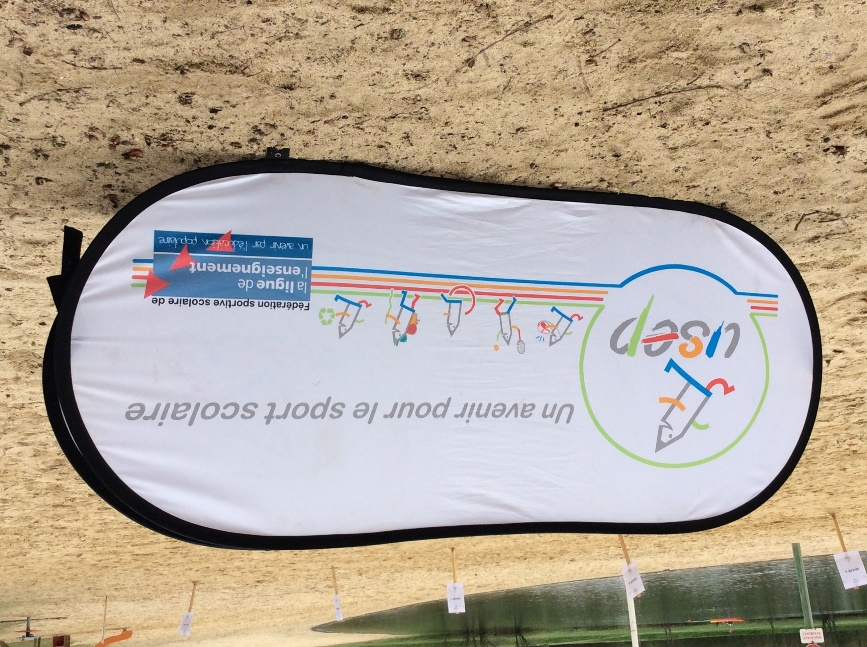 usep
Un avenir pour le sport scolaire
Fédération sportive scolaire de
la ligue de
l'enseignement
un avenir par l'éducation populaire